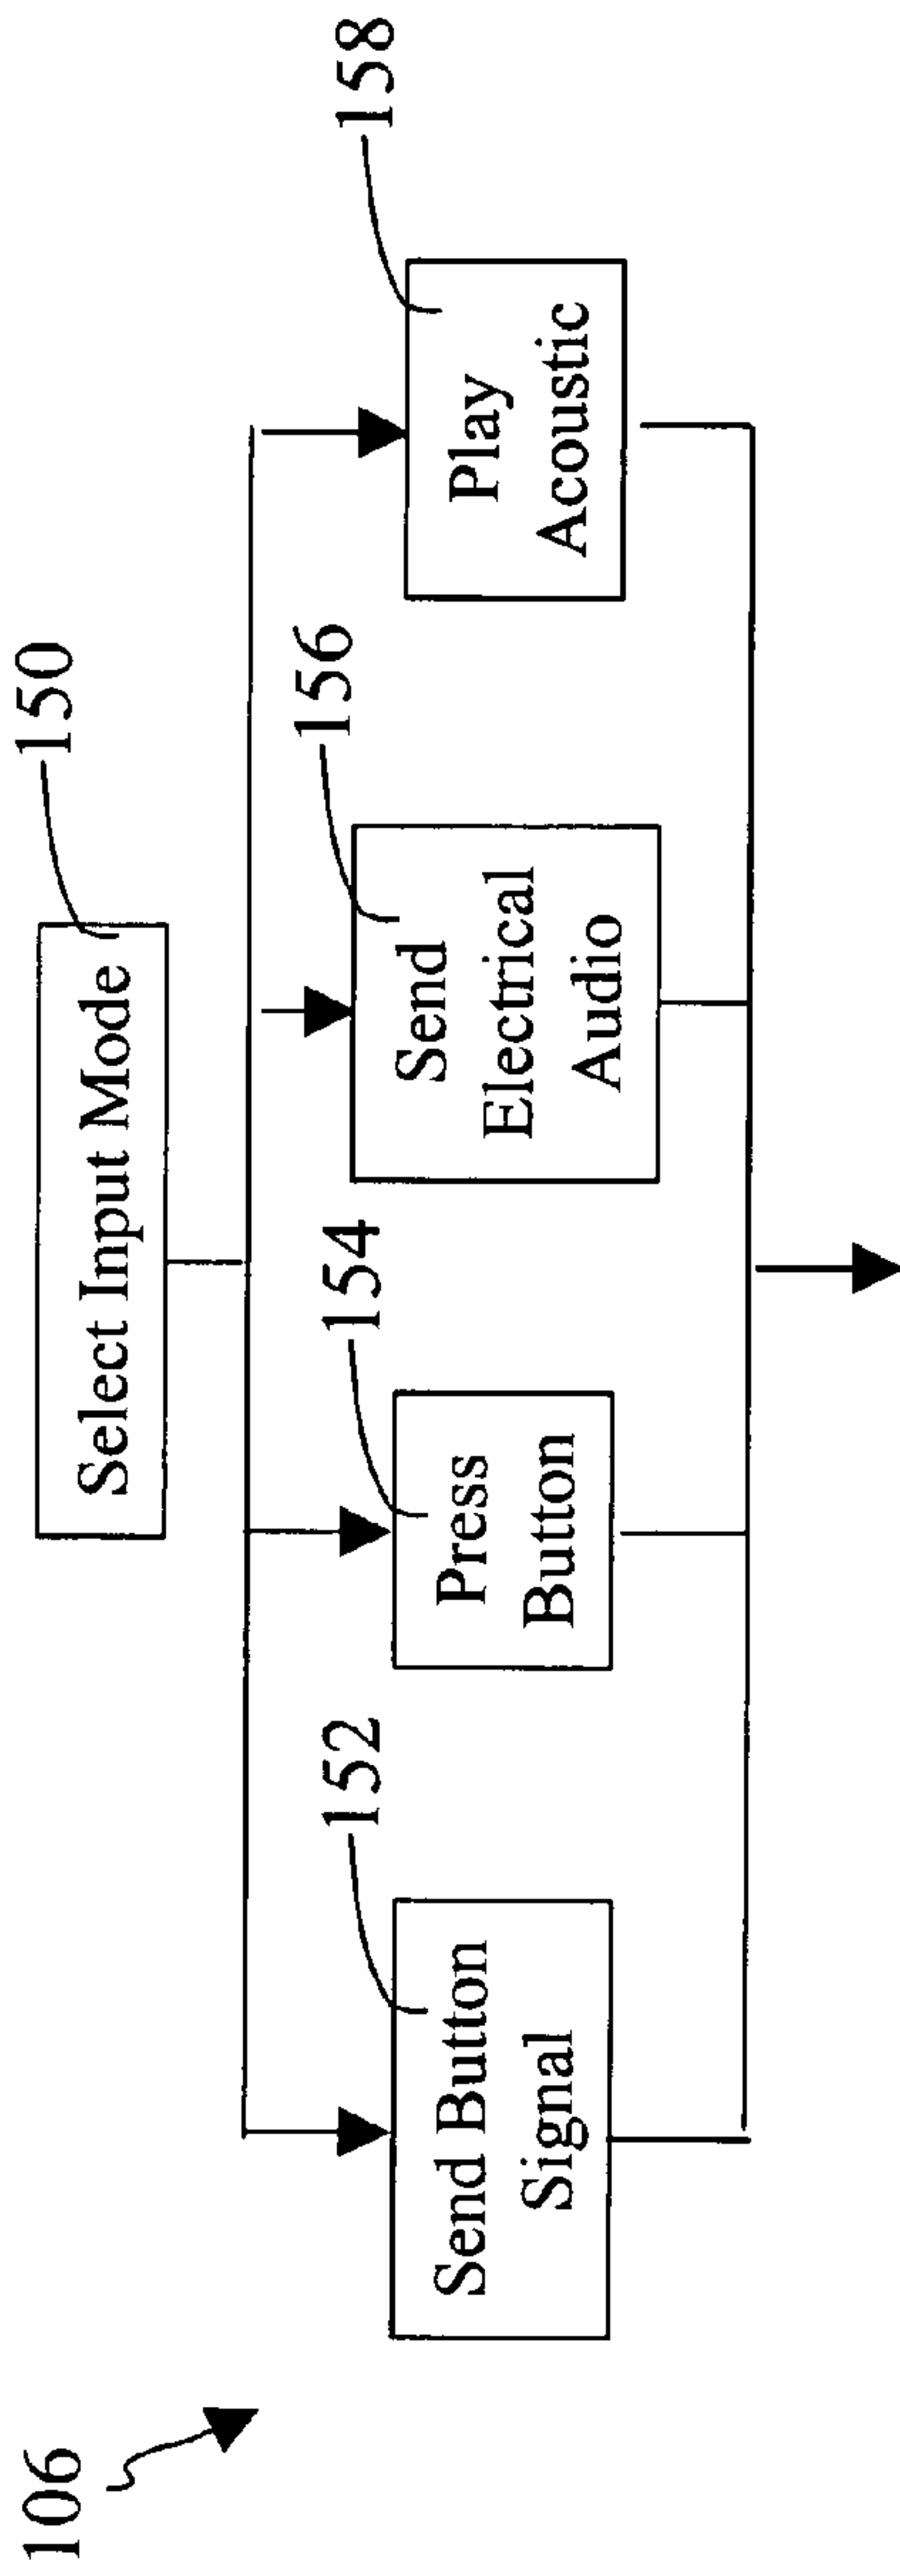 106
Select Input Mode
150
Send Button
Signal
152
Press
Button
154
Send
Electrical
Audio
156
Play
Acoustic
158